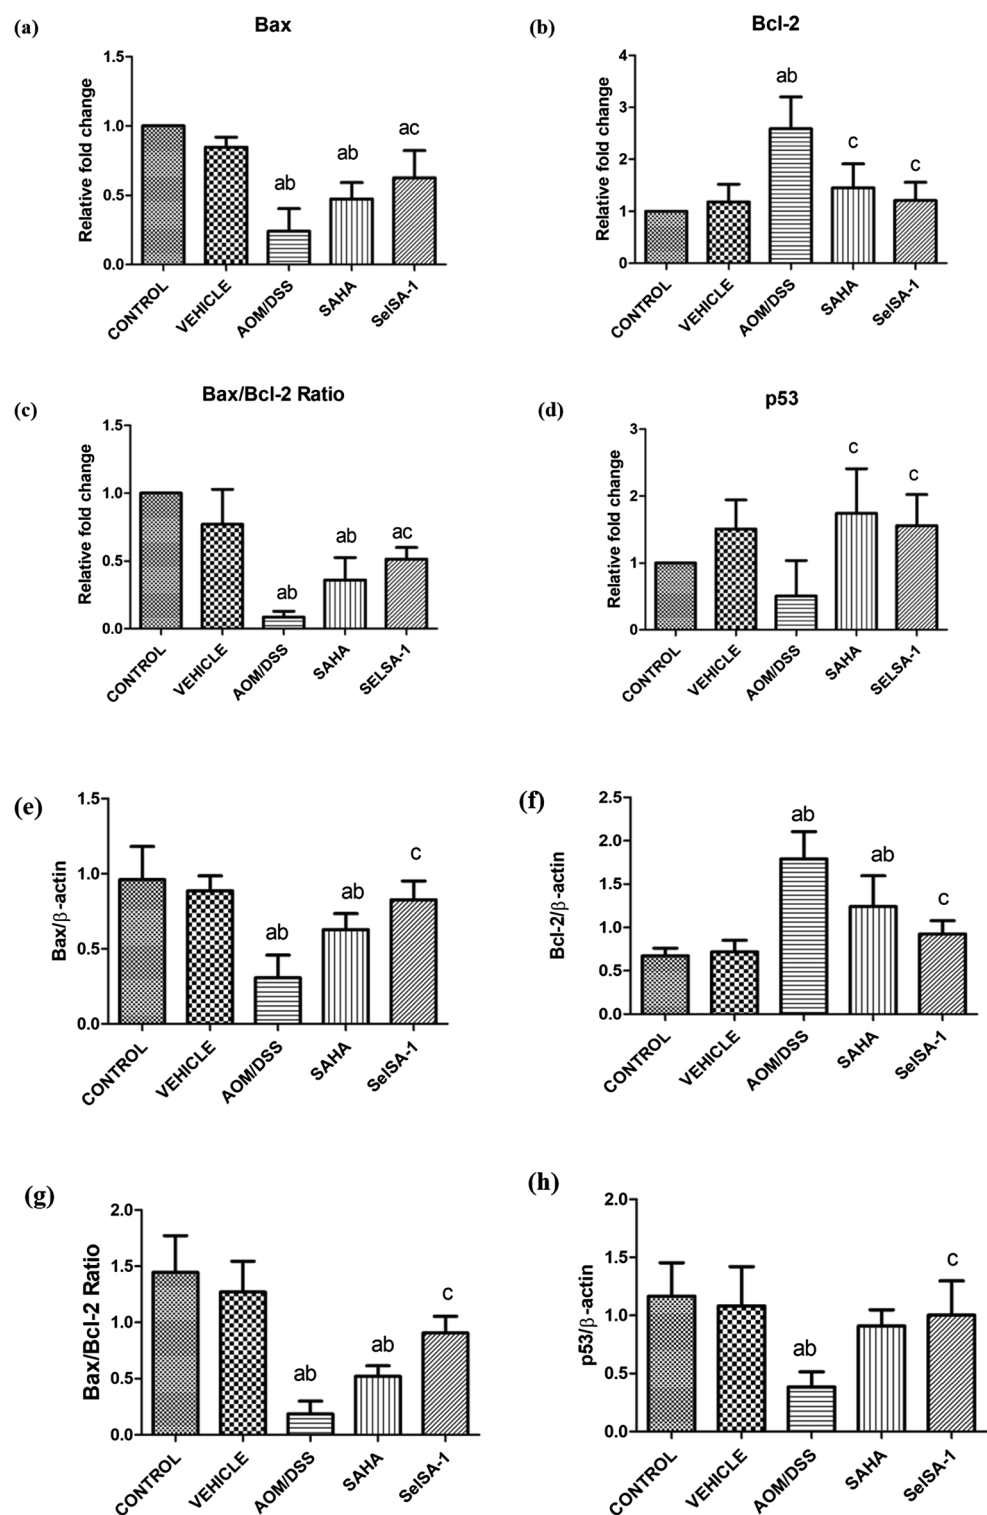 (a)
Bax
Relative fold change
1.5
1.0
0.5
0.0
ab
ab
ac
CONTROL
VEHICLE
AOM/DSS
SAHA
SelSA-1
(b)
Bcl-2
Relative fold change
4
3
2
1
0
ab
c
c
CONTROL
VEHICLE
AOM/DSS
SAHA
SelSA-1
(c)
Bax/Bcl-2 Ratio
Relative fold change
1.5
1.0
0.5
0.0
ab
ab
ac
CONTROL
VEHICLE
AOM/DSS
SAHA
SELSA-1
(d)
p53
Relative fold change
3
2
1
0
c
c
CONTROL
VEHICLE
AOM/DSS
SAHA
SELSA-1
(e)
Bax/β-actin
1.5
1.0
0.5
0.0
ab
ab
c
CONTROL
VEHICLE
AOM/DSS
SAHA
SelSA-1
(f)
Bcl-2/β-actin
2.5
2.0
1.5
1.0
0.5
0.0
ab
ab
c
CONTROL
VEHICLE
AOM/DSS
SAHA
SelSA-1
(g)
Bax/Bcl-2 Ratio
2.0
1.5
1.0
0.5
0.0
ab
ab
c
CONTROL
VEHICLE
AOM/DSS
SAHA
SelSA-1
(h)
p53/β-actin
2.0
1.5
1.0
0.5
0.0
ab
c
CONTROL
VEHICLE
AOM/DSS
SAHA
SelSA-1